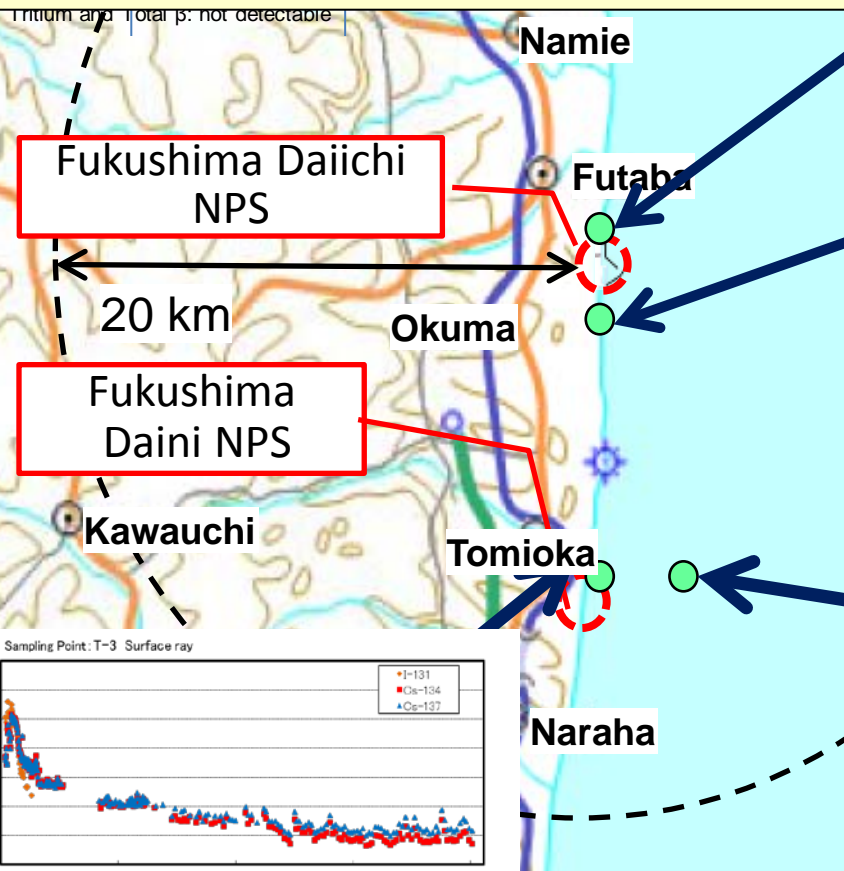 Tritium and Total β: not detectable
Namie
Fukushima Daiichi
NPS
Futaba
20 km
Okuma
Fukushima
Daini NPS
Kawauchi
Tomioka
Sampling Point: T-3 Surface ray
I-131
Cs-134
Cs-137
Naraha